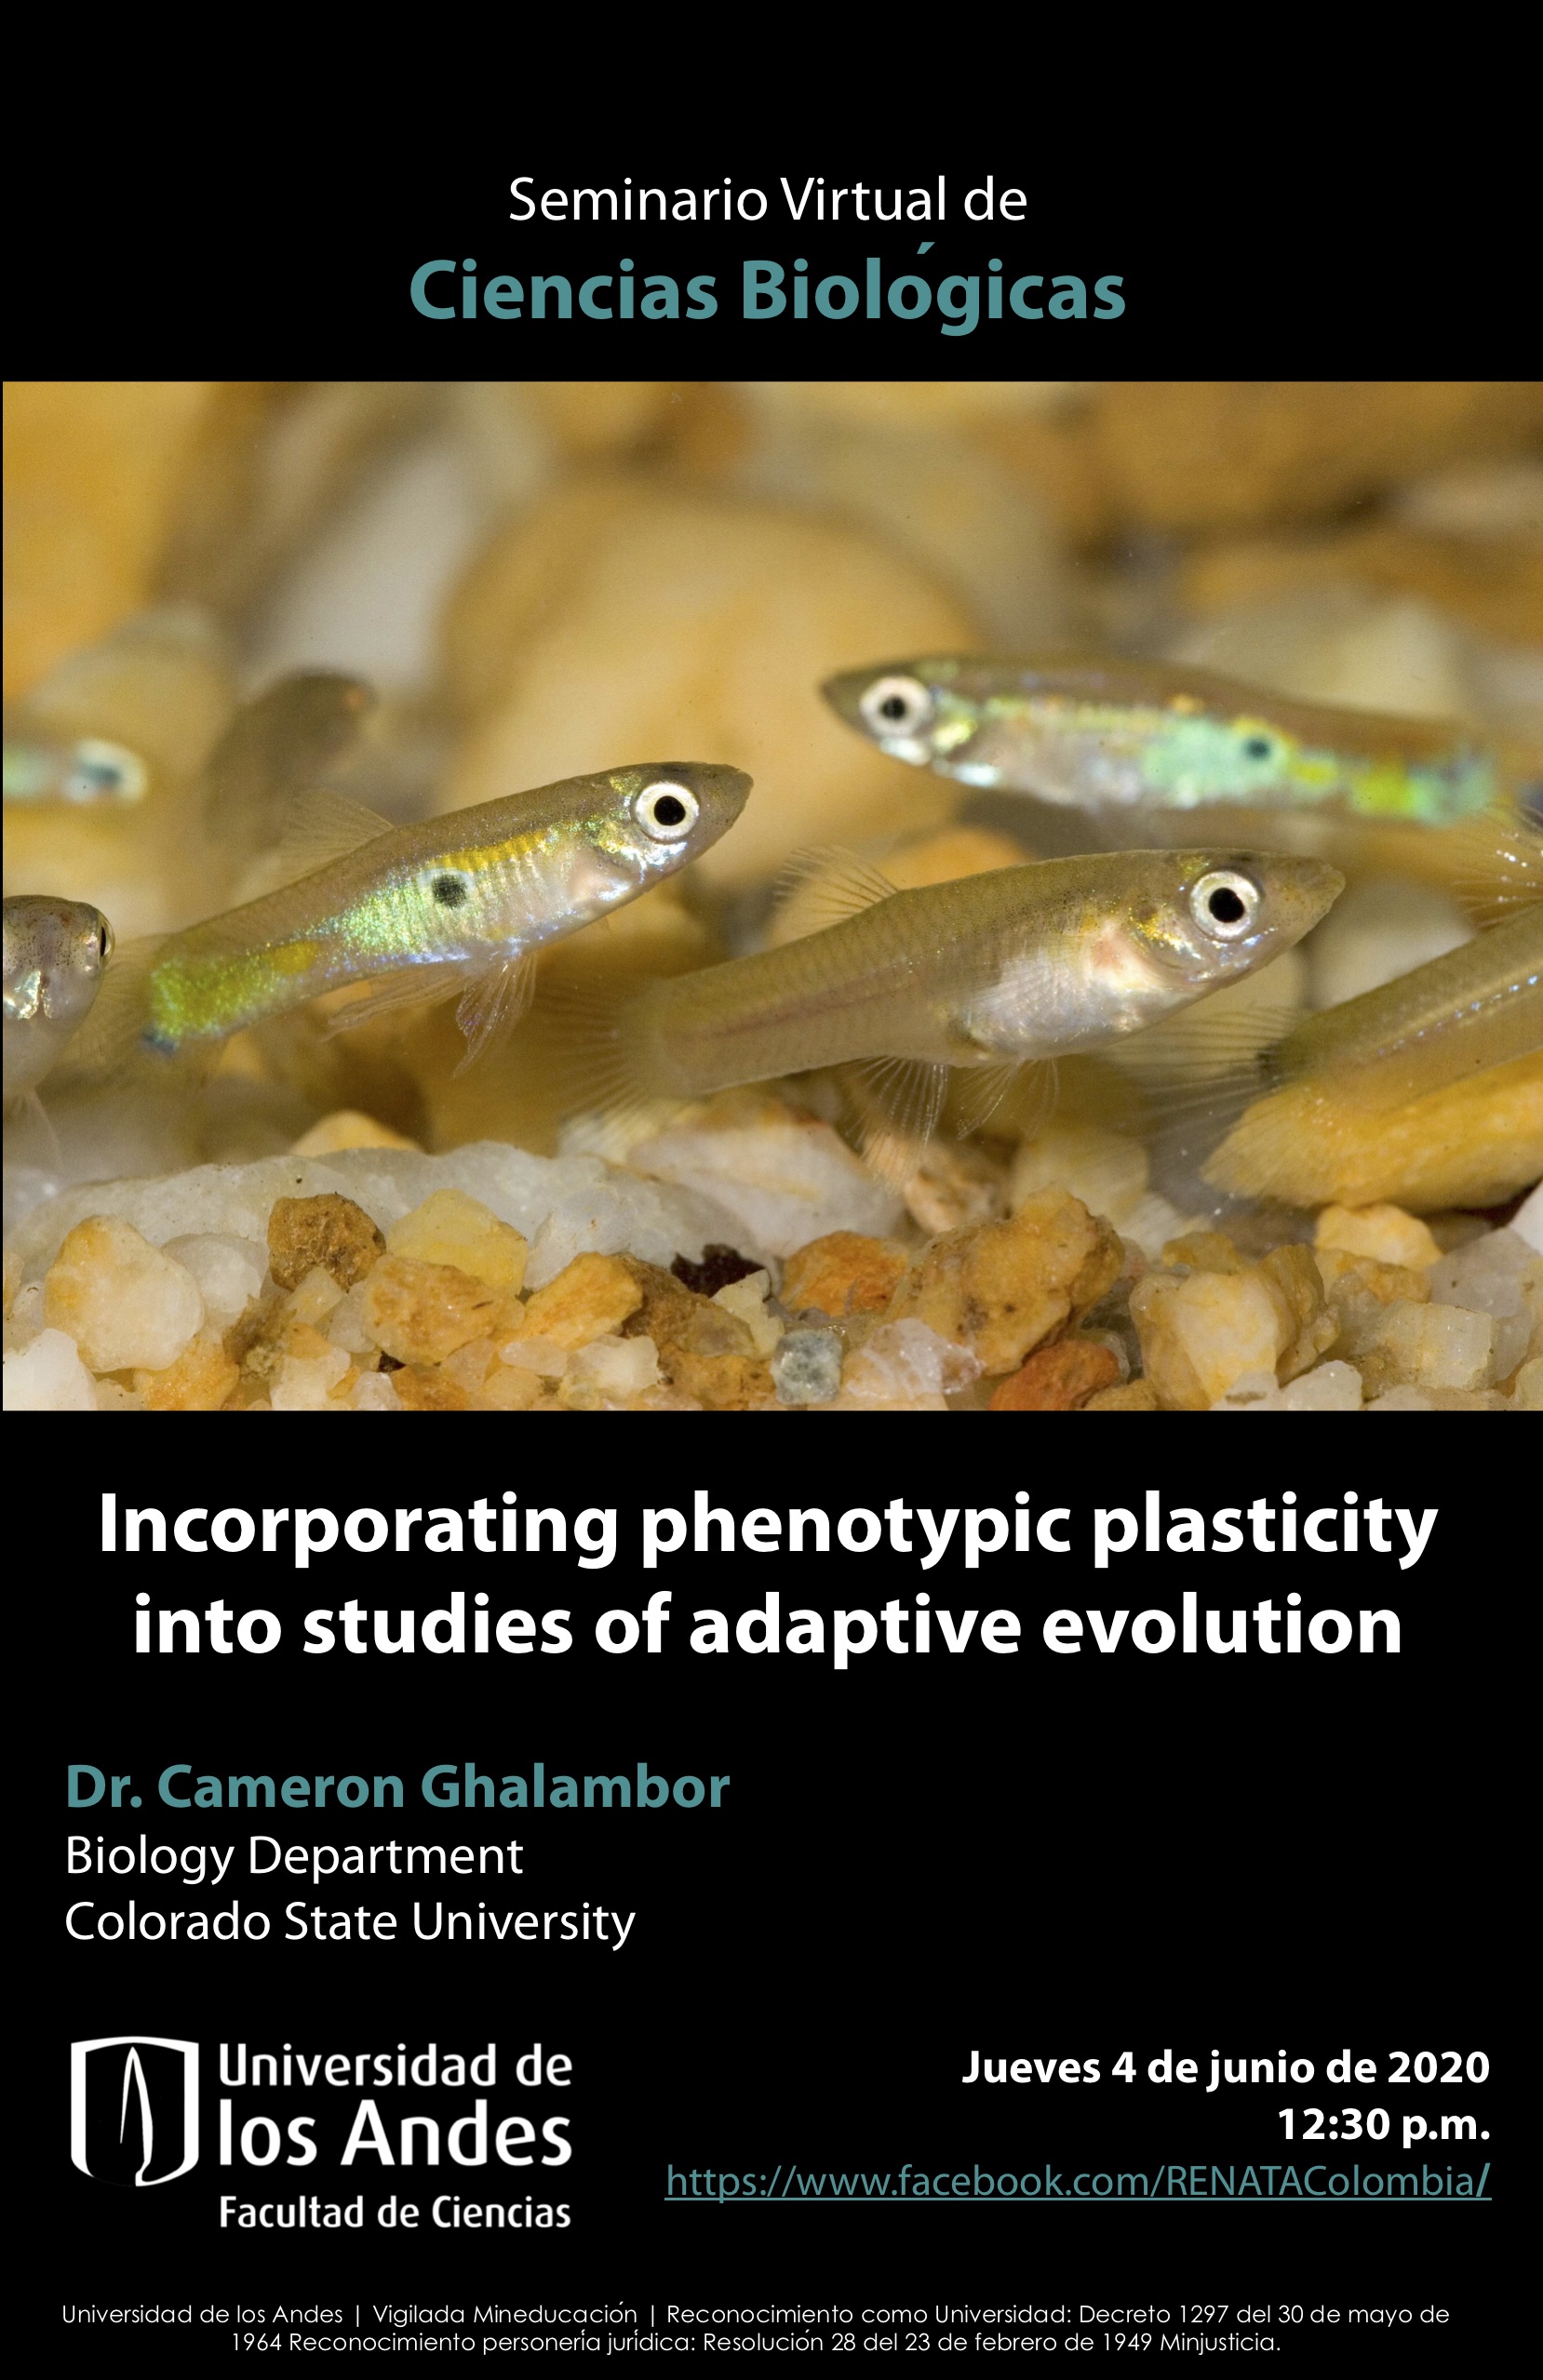 Seminario Virtual de
Ciencias Biológicas
Incorporating phenotypic plasticity
into studies of adaptive evolution
Dr. Cameron Ghalambor
Biology Department
Colorado State University
Universidad de
los Andes
Facultad de Ciencias
Jueves 4 de junio de 2020
12:30 p.m.
https://www.facebook.com/RENATAColombia/
Universidad de los Andes | Vigilada Mineducación | Reconocimiento como Universidad: Decreto 1297 del 30 de mayo de
1964 Reconocimiento personería jurídica: Resolución 28 del 23 de febrero de 1949 Minjusticia.